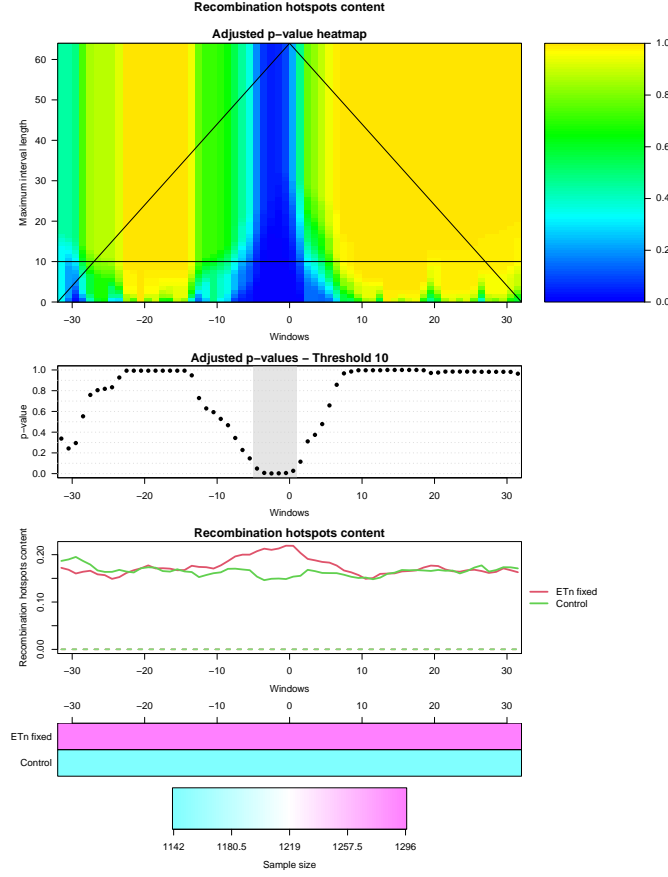 Recombination hotspots content
Adjusted p−value heatmap
Maximum interval length
60
50
40
30
20
10
0
−30 −20 −10 0 10 20 30
Windows
1.0
0.8
0.6
0.4
0.2
0.0
Adjusted p−values − Threshold 10
p−value
1.0
0.8
0.6
0.4
0.2
0.0
−30 −20 −10 0 10 20 30
Windows
Recombination hotspots content
Recombination hotspots content
0.20
0.10
0.00
−30 −20 −10 0 10 20 30
Windows
ETn fixed
Control
−30 −20 −10 0 10 20 30
ETn fixed
Control
1142 1180.5 1219 1257.5 1296
Sample size